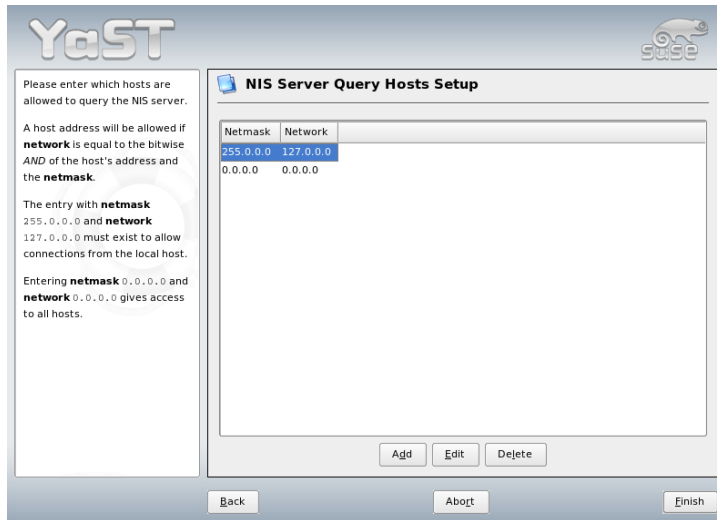 YaST
SUSE
Please enter which hosts are
allowed to query the NIS server.
A host address will be allowed if
network is equal to the bitwise
AND of the host's address and
the netmask.
The entry with netmask
255.0.0.0 and network
127.0.0.0 must exist to allow
connections from the local host.
Entering netmask 0.0.0.0 and
network 0.0.0.0 gives access
to all hosts.
NIS Server Query Hosts Setup
Netmask Network
255.0.0.0 127.0.0.0
0.0.0.0 0.0.0.0
Add Edit Delete
Back Abort Finish